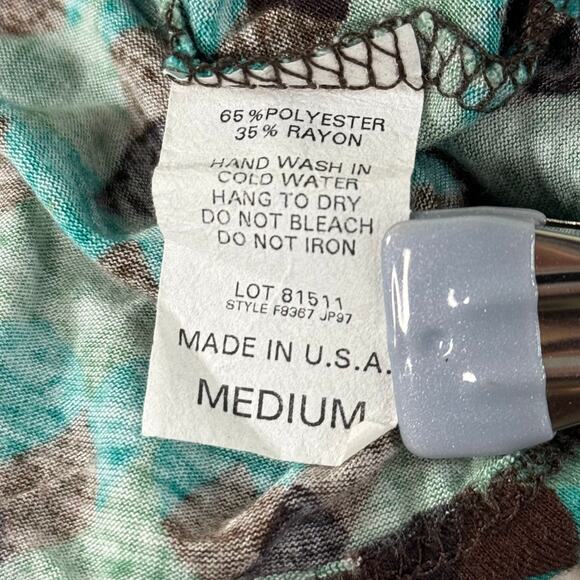 65%POLYESTER
35% RAYON
HAND WASH IN
COLD WATER
HANG TO DRY
DO NOT BLEACH
DO NOT IRON
LOT 81511
STYLE F8367 JP97
MADE IN U.S.A.
MEDIUM